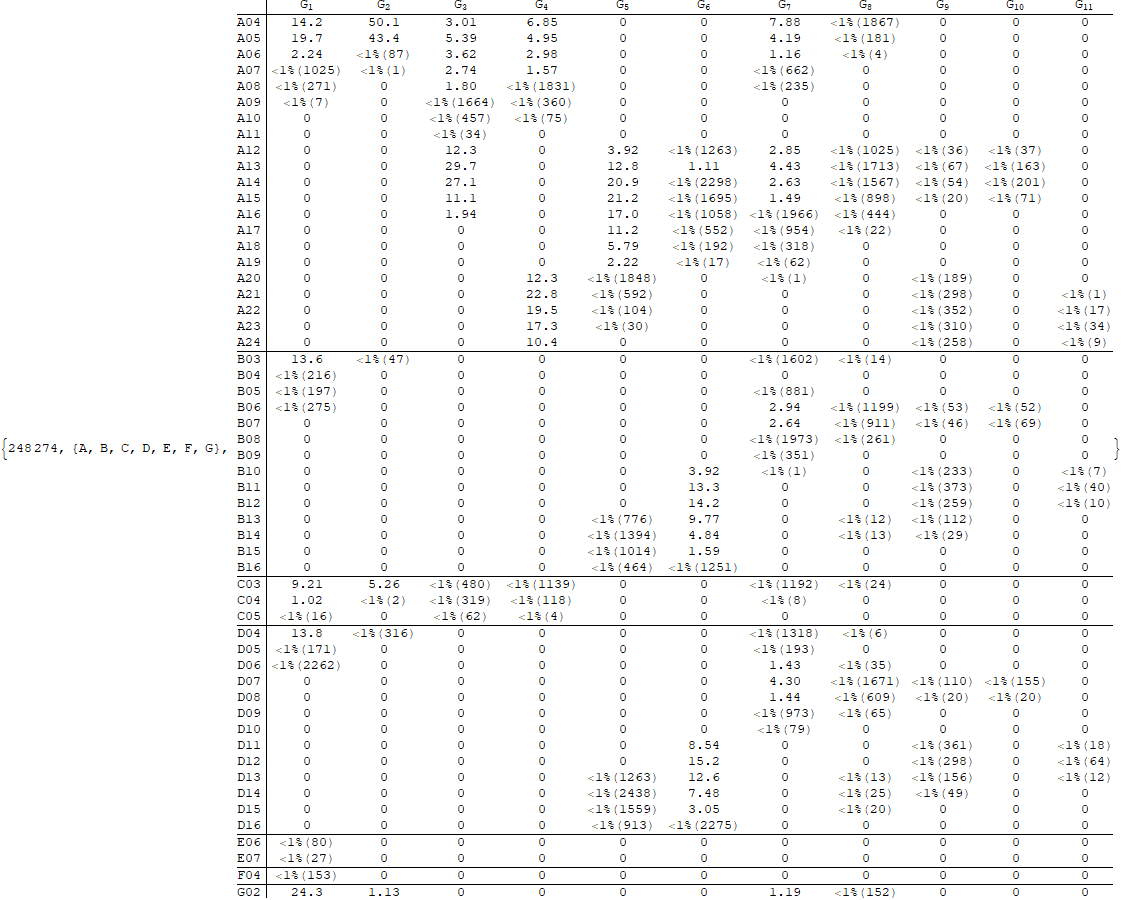 G₁ G₂ G₃ G₄ G₅ G₆ G₇ G₈ G₉ G₁₀ G₁₁
A04 14.2 50.1 3.01 6.85 0 0 7.88 <1%(1867) 0 0 0
A05 19.7 43.4 5.39 4.95 0 0 4.19 <1%(181) 0 0 0
A06 2.24 <1%(87) 3.62 2.98 0 0 1.16 <1%(4) 0 0 0
A07 <1%(1025) <1%(1) 2.74 1.57 0 0 <1%(662) 0 0 0 0
A08 <1%(271) 0 1.80 <1%(1831) 0 0 <1%(235) 0 0 0 0
A09 <1%(7) 0 <1%(1664) <1%(360) 0 0 0 0 0 0 0
A10 0 0 <1%(457) <1%(75) 0 0 0 0 0 0 0
A11 0 0 <1%(34) 0 0 0 0 0 0 0 0
A12 0 0 12.3 0 3.92 <1%(1263) 2.85 <1%(1025) <1%(36) <1%(37) 0
A13 0 0 29.7 0 12.8 1.11 4.43 <1%(1713) <1%(67) <1%(163) 0
A14 0 0 27.1 0 20.9 <1%(2298) 2.63 <1%(1567) <1%(54) <1%(201) 0
A15 0 0 11.1 0 21.2 <1%(1695) 1.49 <1%(898) <1%(20) <1%(71) 0
A16 0 0 1.94 0 17.0 <1%(1058) <1%(1966) <1%(444) 0 0 0
A17 0 0 0 0 11.2 <1%(552) <1%(954) <1%(22) 0 0 0
A18 0 0 0 0 5.79 <1%(192) <1%(318) 0 0 0 0
A19 0 0 0 0 2.22 <1%(17) <1%(62) 0 0 0 0
A20 0 0 0 12.3 <1%(1848) 0 <1%(1) 0 <1%(189) 0 0
A21 0 0 0 22.8 <1%(592) 0 0 0 <1%(298) 0 <1%(1)
A22 0 0 0 19.5 <1%(104) 0 0 0 <1%(352) 0 <1%(17)
A23 0 0 0 17.3 <1%(30) 0 0 0 <1%(310) 0 <1%(34)
A24 0 0 0 10.4 0 0 0 0 <1%(258) 0 <1%(9)
B03 13.6 <1%(47) 0 0 0 0 <1%(1602) <1%(14) 0 0 0
B04 <1%(216) 0 0 0 0 0 0 0 0 0 0
B05 <1%(197) 0 0 0 0 0 <1%(881) 0 0 0 0
B06 <1%(275) 0 0 0 0 0 2.94 <1%(1199) <1%(53) <1%(52) 0
B07 0 0 0 0 0 0 2.64 <1%(911) <1%(46) <1%(69) 0
B08 0 0 0 0 0 0 <1%(1973) <1%(261) 0 0 0
{248274, {A, B, C, D, E, F, G}, B09 0 0 0 0 0 0 <1%(351) 0 0 0 0 }
B10 0 0 0 0 0 3.92 <1%(1) 0 <1%(233) 0 <1%(7)
B11 0 0 0 0 0 13.3 0 0 <1%(373) 0 <1%(40)
B12 0 0 0 0 0 14.2 0 0 <1%(259) 0 <1%(10)
B13 0 0 0 0 <1%(776) 9.77 0 <1%(12) <1%(112) 0 0
B14 0 0 0 0 <1%(1394) 4.84 0 <1%(13) <1%(29) 0 0
B15 0 0 0 0 <1%(1014) 1.59 0 0 0 0 0
B16 0 0 0 0 <1%(464) <1%(1251) 0 0 0 0 0
C03 9.21 5.26 <1%(480) <1%(1139) 0 0 <1%(1192) <1%(24) 0 0 0
C04 1.02 <1%(2) <1%(319) <1%(118) 0 0 <1%(8) 0 0 0 0
C05 <1%(16) 0 <1%(62) <1%(4) 0 0 0 0 0 0 0
D04 13.8 <1%(316) 0 0 0 0 <1%(1318) <1%(6) 0 0 0
D05 <1%(171) 0 0 0 0 0 <1%(193) 0 0 0 0
D06 <1%(2262) 0 0 0 0 0 1.43 <1%(35) 0 0 0
D07 0 0 0 0 0 0 4.30 <1%(1671) <1%(110) <1%(155) 0
D08 0 0 0 0 0 0 1.44 <1%(609) <1%(20) <1%(20) 0
D09 0 0 0 0 0 0 <1%(973) <1%(65) 0 0 0
D10 0 0 0 0 0 0 <1%(79) 0 0 0 0
D11 0 0 0 0 0 8.54 0 0 <1%(361) 0 <1%(18)
D12 0 0 0 0 0 15.2 0 0 <1%(298) 0 <1%(64)
D13 0 0 0 0 <1%(1263) 12.6 0 <1%(13) <1%(156) 0 <1%(12)
D14 0 0 0 0 <1%(2438) 7.48 0 <1%(25) <1%(49) 0 0
D15 0 0 0 0 <1%(1559) 3.05 0 <1%(20) 0 0 0
D16 0 0 0 0 <1%(913) <1%(2275) 0 0 0 0 0
E06 <1%(80) 0 0 0 0 0 0 0 0 0 0
E07 <1%(27) 0 0 0 0 0 0 0 0 0 0
F04 <1%(153) 0 0 0 0 0 0 0 0 0 0
G02 24.3 1.13 0 0 0 0 1.19 <1%(152) 0 0 0